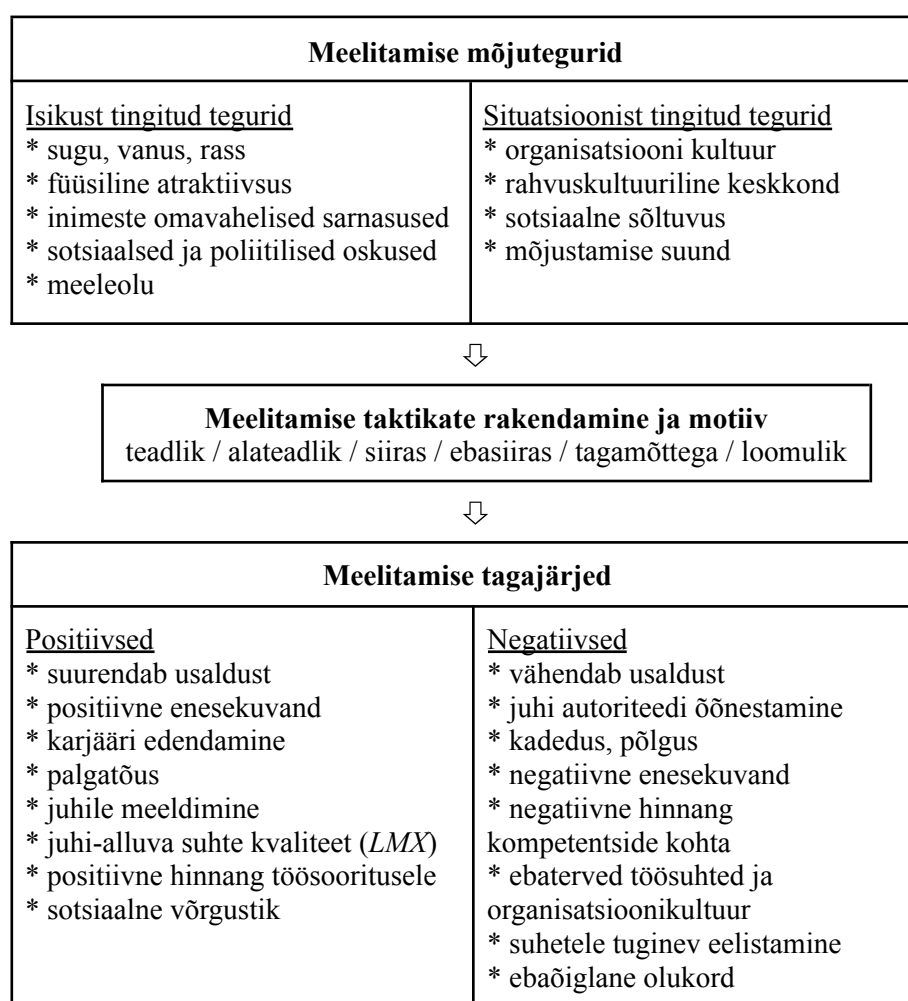 Meelitamise mõjutegurid
Isikust tingitud tegurid
* sugu, vanus, rass
* füüsiline atraktiivsus
* inimeste omavahelised sarnasused
* sotsiaalsed ja poliitilised oskused
* meeleolu
Situatsioonist tingitud tegurid
* organisatsiooni kultuur
* rahvuskultuuriline keskkond
* sotsiaalne sõltuvus
* mõjustamise suund
Meelitamise taktikate rakendamine ja motiiv
teadlik / alateadlik / siiras / ebasiiras / tagamõttega / loomulik
Meelitamise tagajärjed
Positiivsed
* suurendab usaldust
* positiivne enesekuvand
* karjääri edendamine
* palgatõus
* juhile meeldimine
* juhi-alluva suhte kvaliteet (LMX)
* positiivne hinnang töösooritusele
* sotsiaalne võrgustik
Negatiivsed
* vähendab usaldust
* juhi autoriteedi õõnestamine
* kadedus, põlgus
* negatiivne enesekuvand
* negatiivne hinnang
kompetentside kohta
* ebaterved töösuhted ja
organisatsioonikultuur
* suhetele tuginev eelistamine
* ebaõiglane olukord